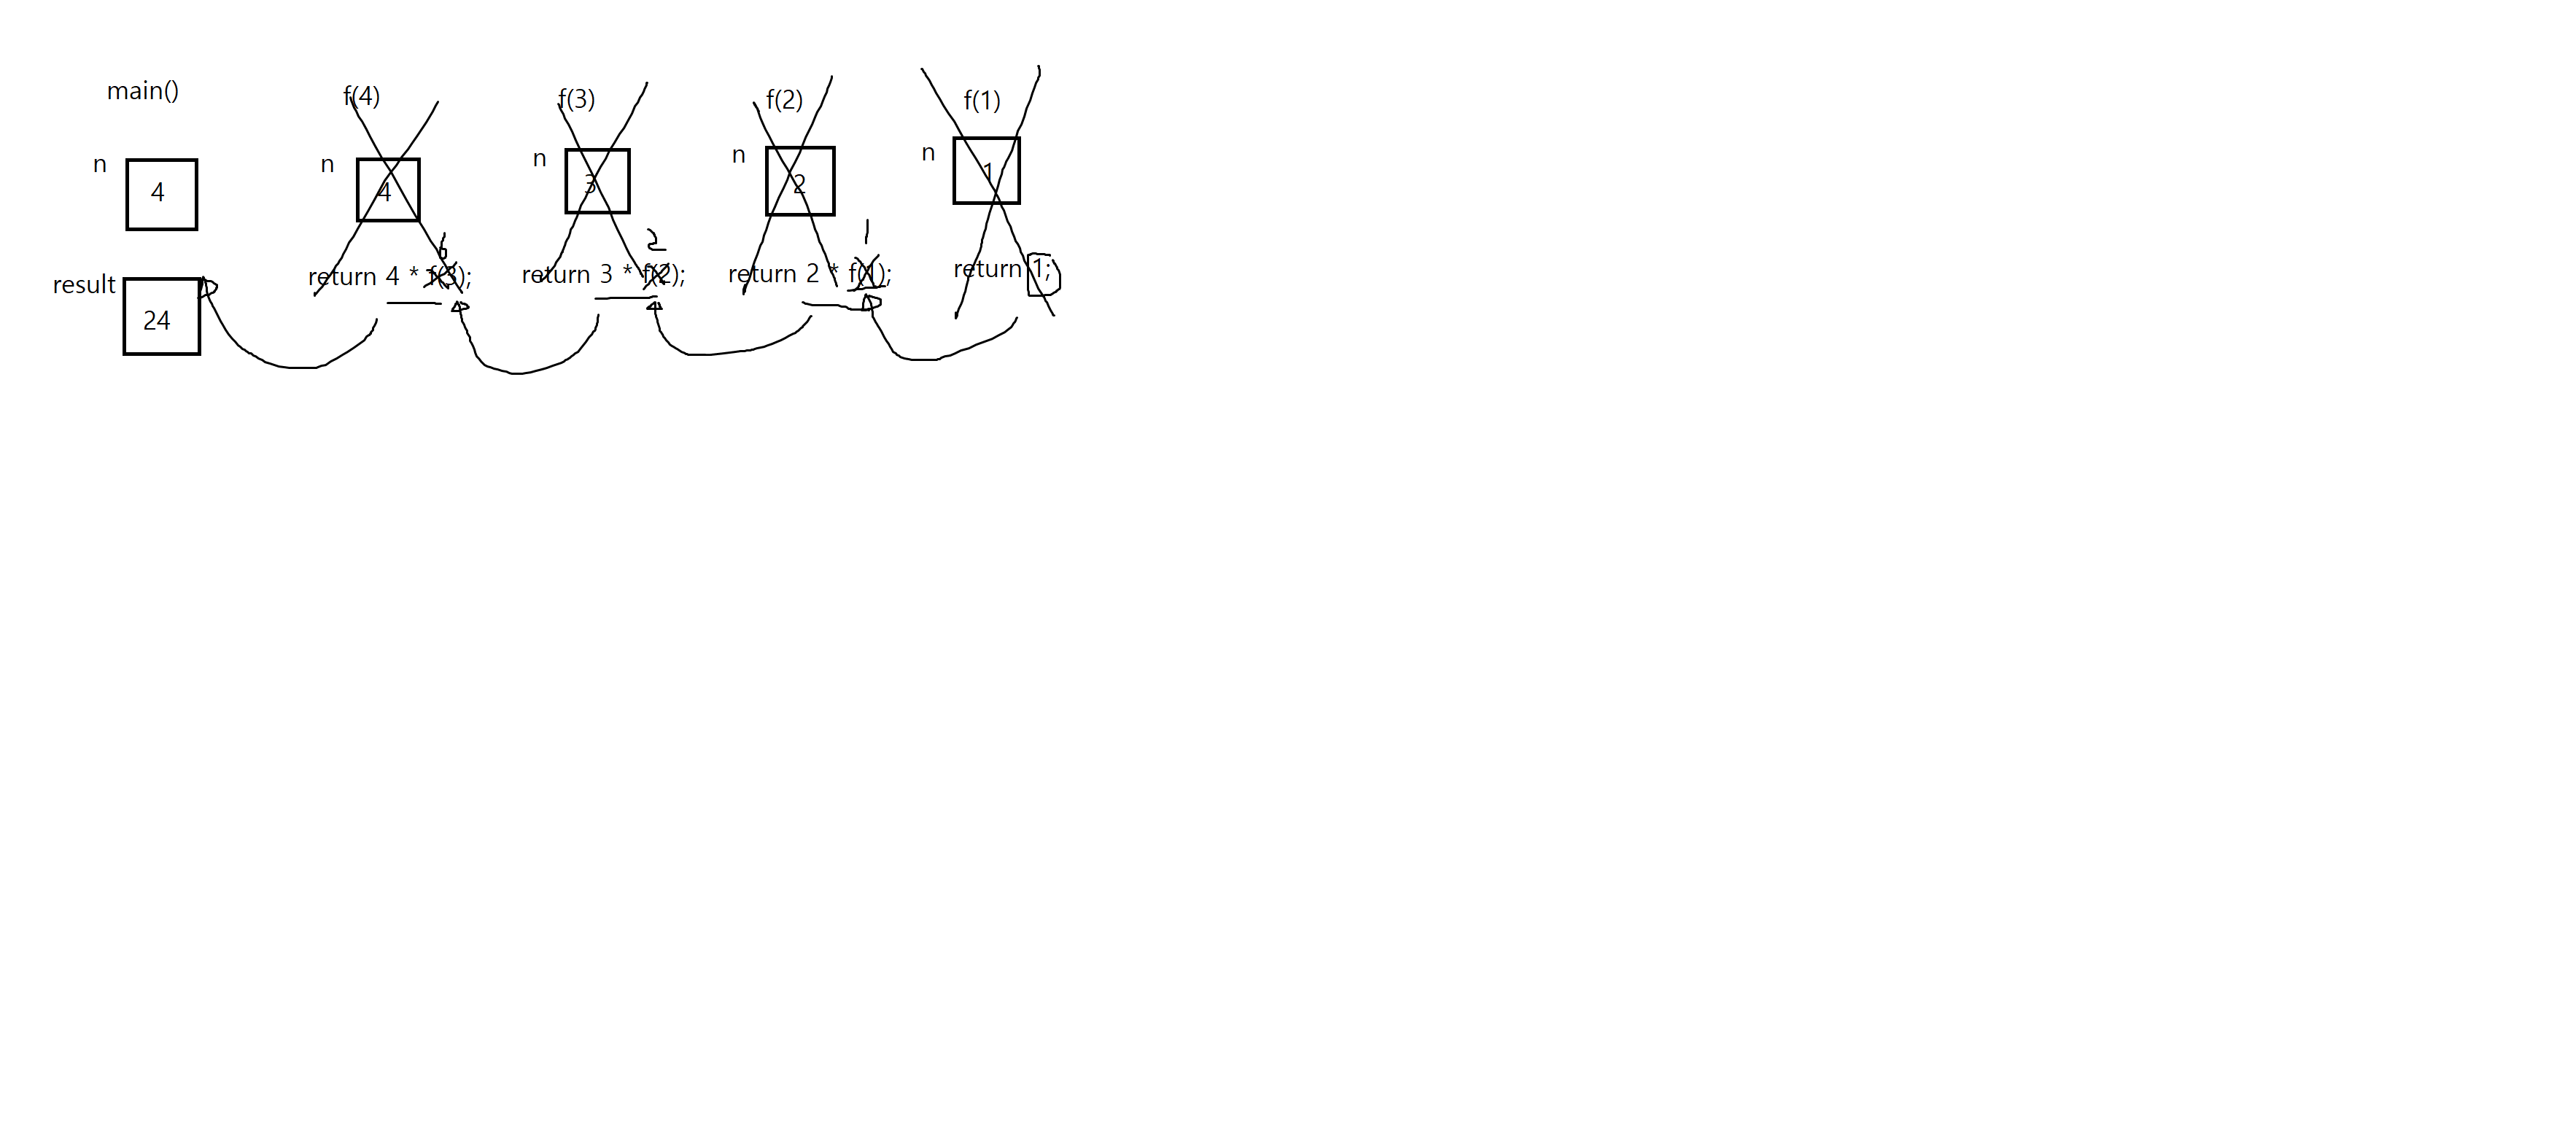 main() f(4) f(3) f(2) f(1)
n 4 n 4 n 3 n 2 n 1
6 2 1
result 24 return 4 * f(3); return 3 * f(2); return 2 * f(1); return 1;